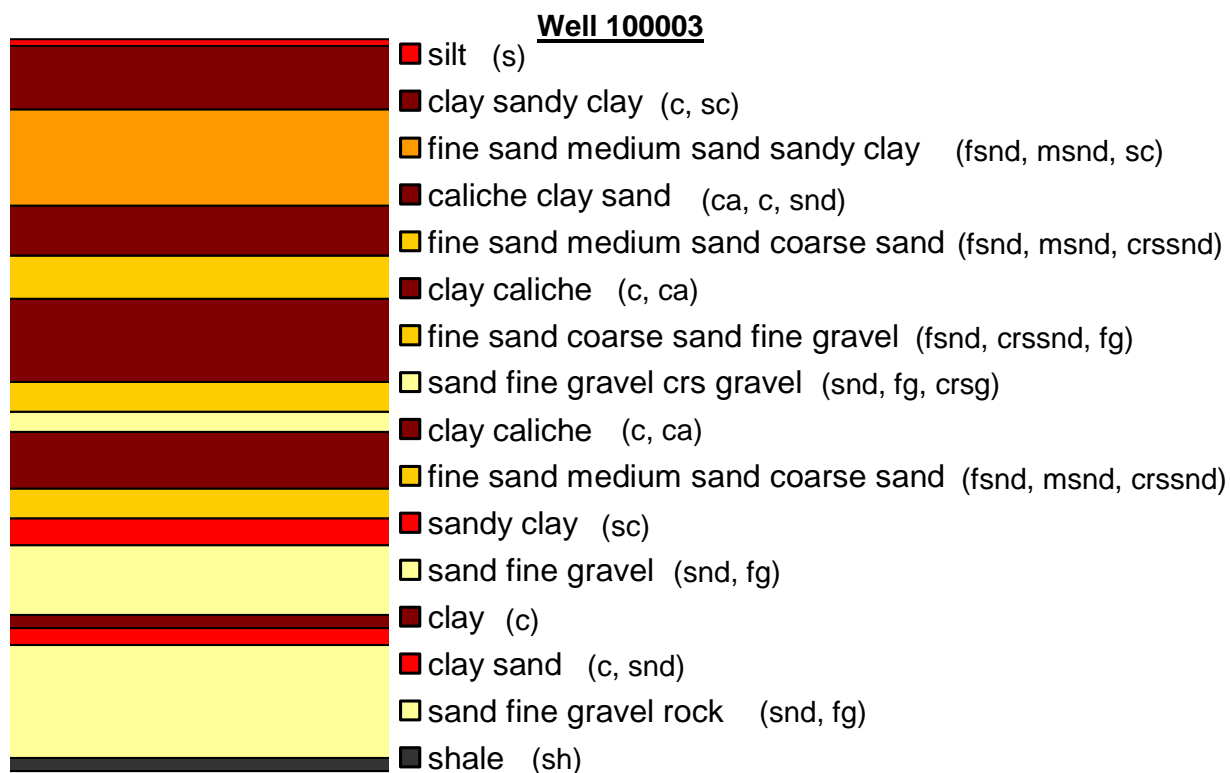 Well 100003
silt (s)
clay sandy clay (c, sc)
fine sand medium sand sandy clay (fsnd, msnd, sc)
caliche clay sand (ca, c, snd)
fine sand medium sand coarse sand (fsnd, msnd, crssnd)
clay caliche (c, ca)
fine sand coarse sand fine gravel (fsnd, crssnd, fg)
sand fine gravel crs gravel (snd, fg, crsg)
clay caliche (c, ca)
fine sand medium sand coarse sand (fsnd, msnd, crssnd)
sandy clay (sc)
sand fine gravel (snd, fg)
clay (c)
clay sand (c, snd)
sand fine gravel rock (snd, fg)
shale (sh)